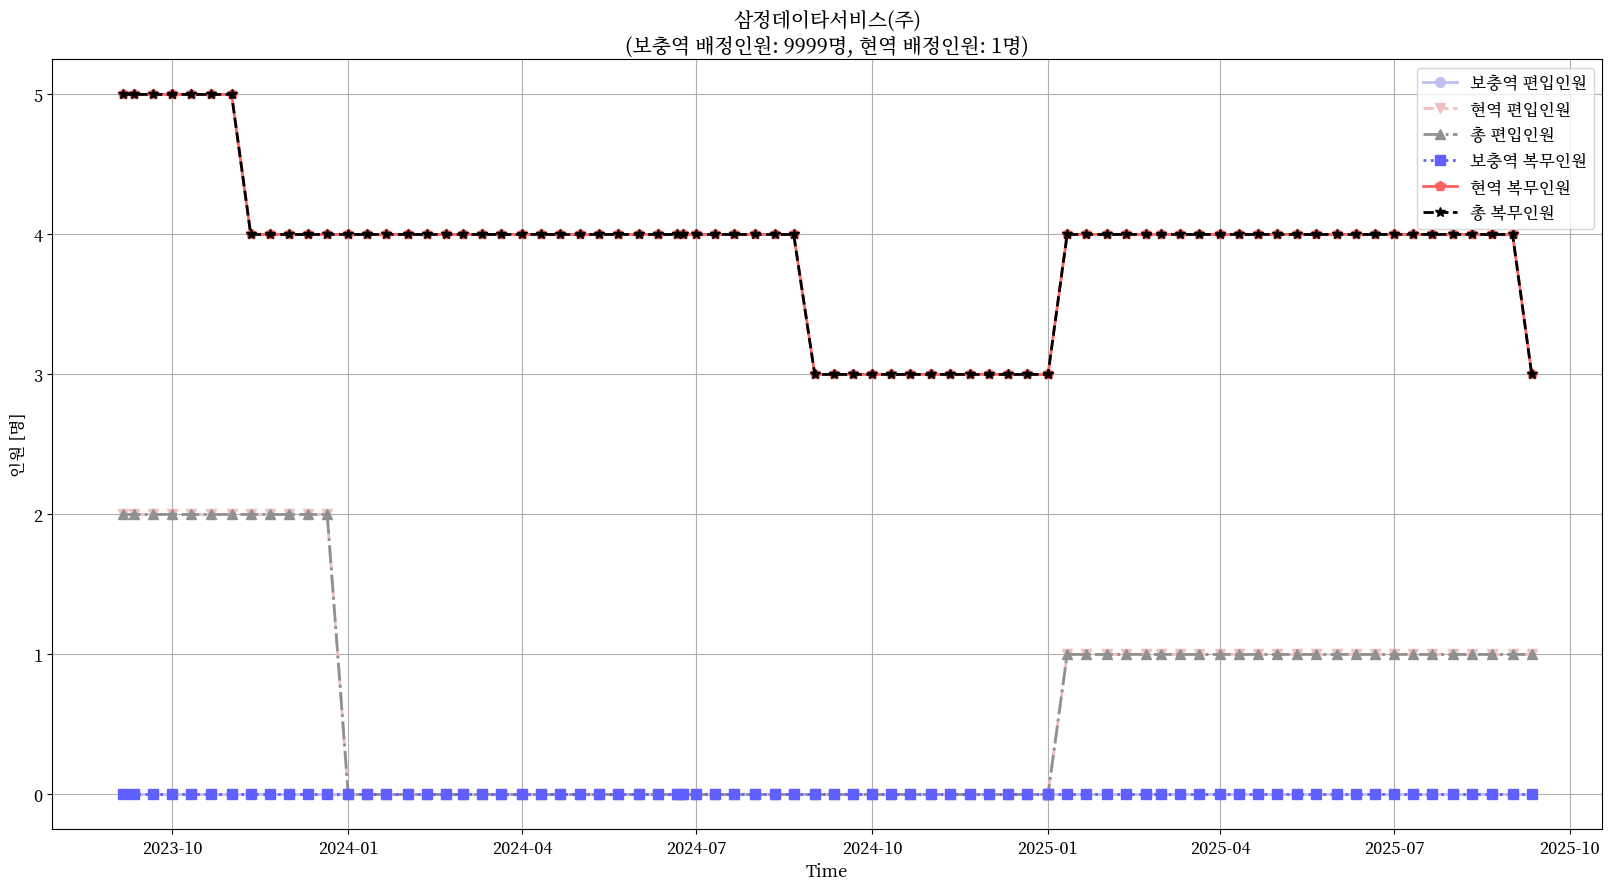 삼정데이타서비스(주)
(보충역 배정인원: 9999명, 현역 배정인원: 1명)
보충역 편입인원
현역 편입인원
총 편입인원
보충역 복무인원
현역 복무인원
총 복무인원
인원 [명]
5
4
3
2
1
0
2023-10
2024-01
2024-04
2024-07
2024-10
2025-01
2025-04
2025-07
2025-10
Time